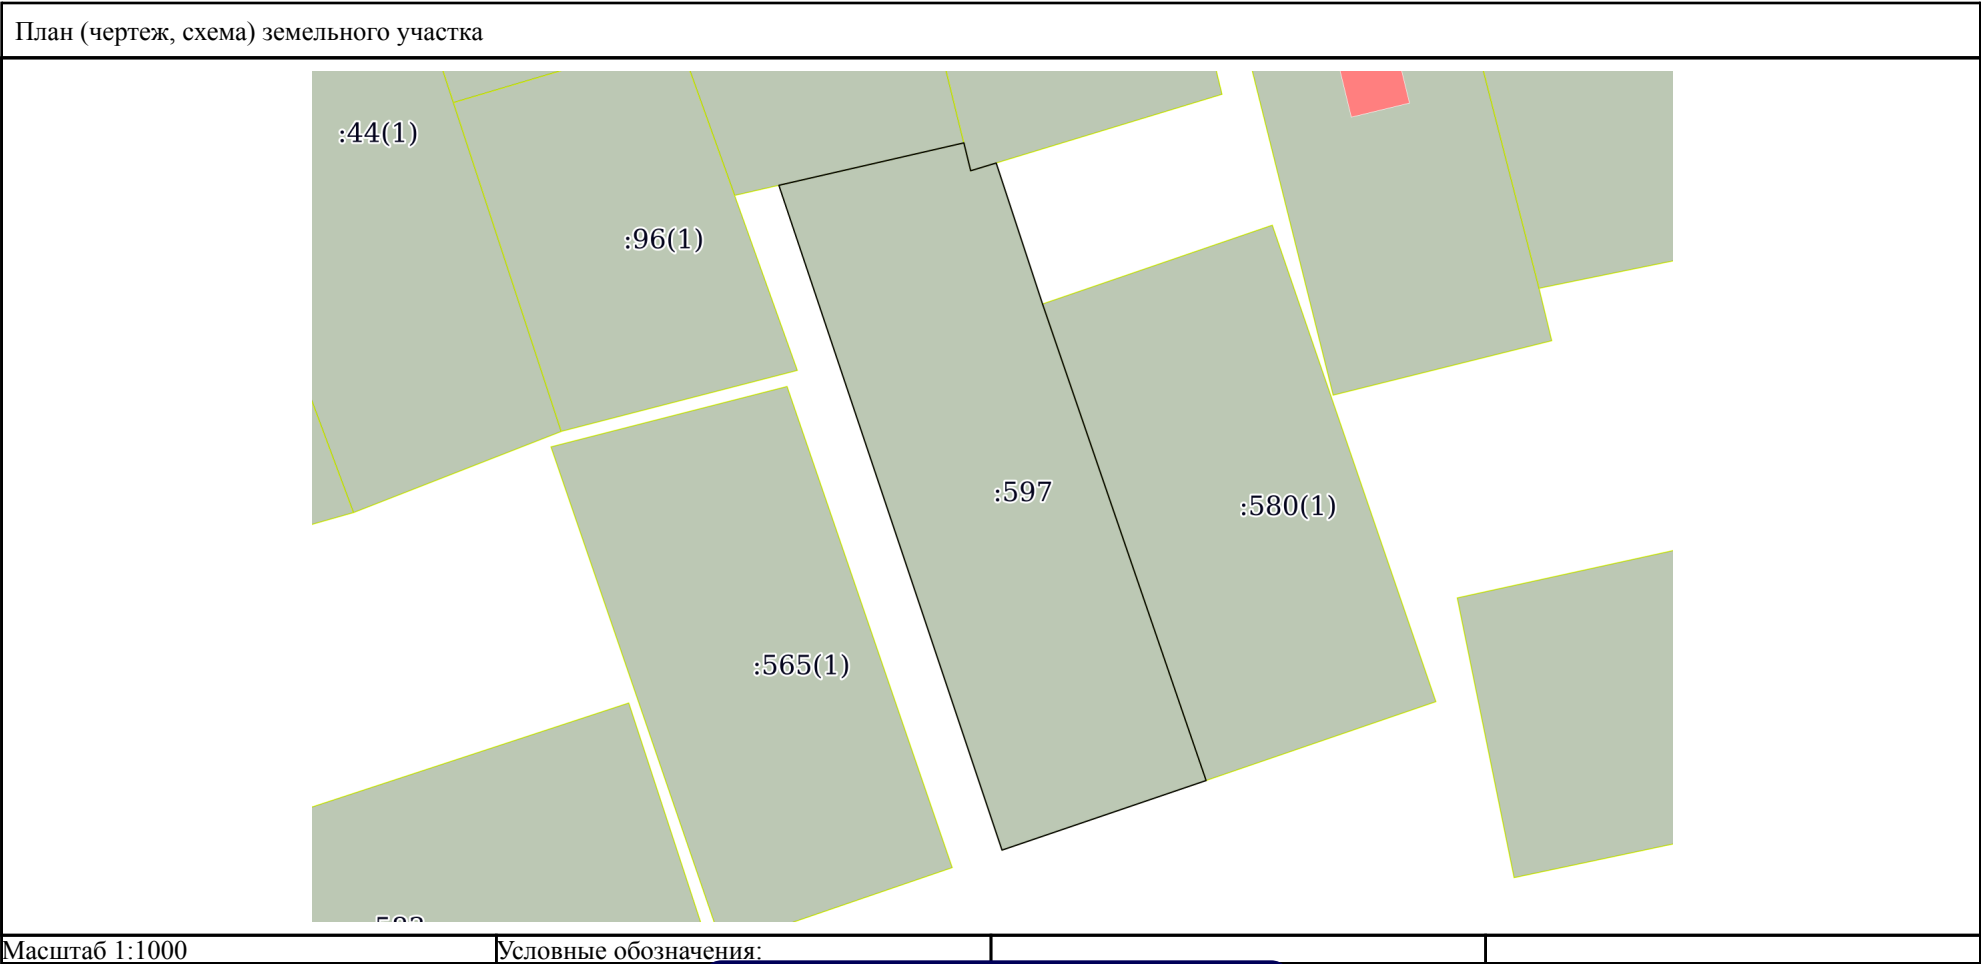 План (чертеж, схема) земельного участка
:44(1)
:96(1)
:597
:580(1)
:565(1)
Масштаб 1:1000
Условные обозначения: